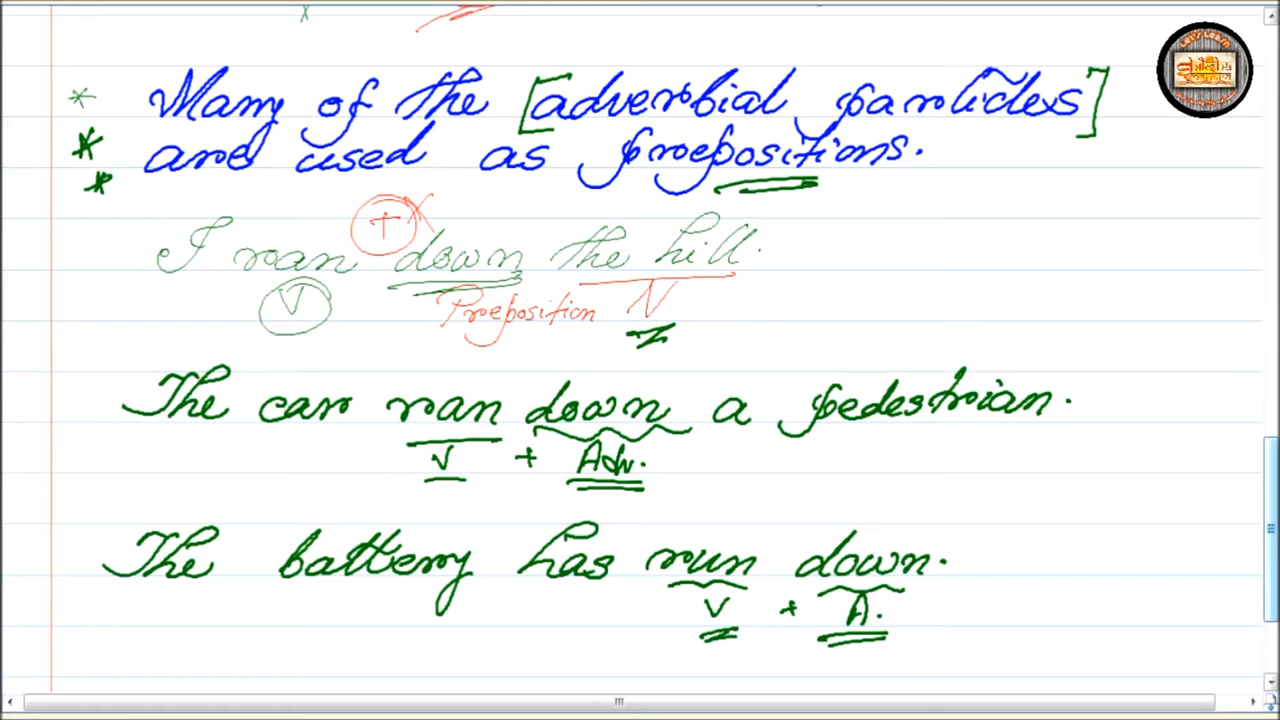 * Many of the [adverbial particles]
* are used as prepositions.
*
+
I ran down the hill.
V Preposition N
The car ran down a pedestrian.
V + Adv.
The battery has run down.
V + A.